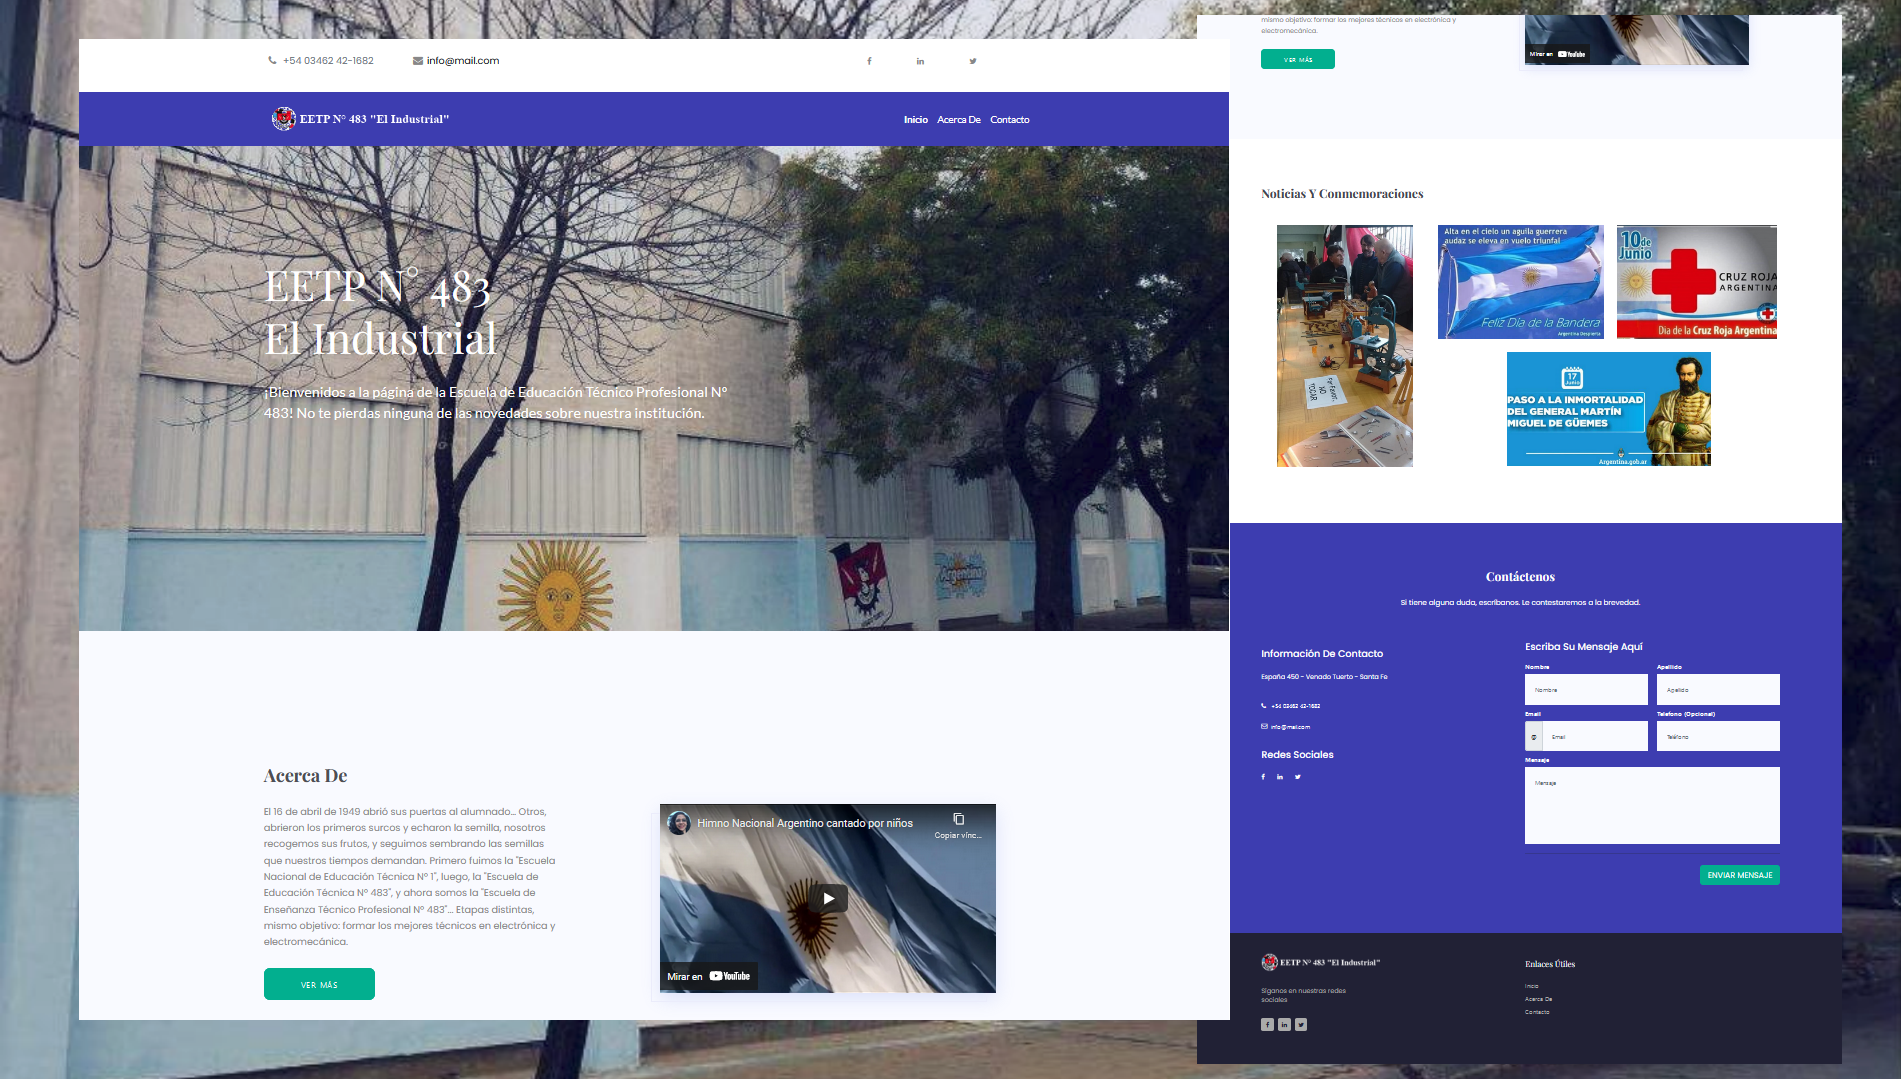 +54 03462 42-1682
info@mail.com
EETP N° 483 "El Industrial"
Inicio Acerca De Contacto
EETP N° 483
El Industrial
¡Bienvenidos a la página de la Escuela de Educación Técnico Profesional N°
483! No te pierdas ninguna de las novedades sobre nuestra institución.
Argentina
Acerca De
El 16 de abril de 1949 abrió sus puertas al alumnado... Otros,
abrieron los primeros surcos y echaron la semilla, nosotros
recogemos sus frutos, y seguimos sembrando las semillas
que nuestros tiempos demandan. Primero fuimos la "Escuela
Nacional de Educación Técnica N° 1", luego, la "Escuela de
Educación Técnica N° 483", y ahora somos la "Escuela de
Enseñanza Técnico Profesional N° 483"... Etapas distintas,
mismo objetivo: formar los mejores técnicos en electrónica y
electromecánica.
VER MÁS
Himno Nacional Argentino cantado por niños
Copiar vínc...
Mirar en YouTube
mismo objetivo: formar los mejores técnicos en electrónica y
electromecánica.
VER MÁS
Mirar en YouTube
Noticias Y Conmemoraciones
Por Favor
NO
TOCAR
Alta en el cielo un aguila guerrera
audaz se eleva en vuelo triunfal
Feliz Dia de la Bandera
Argentina Despierta
10 de
Junio
CRUZ ROJA
ARGENTINA
Dia de la Cruz Roja Argentina
17
Junio
PASO A LA INMORTALIDAD
DEL GENERAL MARTÍN
MIGUEL DE GÜEMES
Argentina.gob.ar
Contáctenos
Si tiene alguna duda, escríbanos. Le contestaremos a la brevedad.
Información De Contacto
España 450 - Venado Tuerto - Santa Fe
+54 03462 42-1682
info@mail.com
Redes Sociales
Escriba Su Mensaje Aquí
Nombre
Apellido
Nombre
Apellido
Email
Telefono (Opcional)
@
Email
Teléfono
Mensaje
Mensaje
ENVIAR MENSAJE
EETP N° 483 "El Industrial"
Síganos en nuestras redes
sociales
Enlaces Útiles
Inicio
Acerca De
Contacto